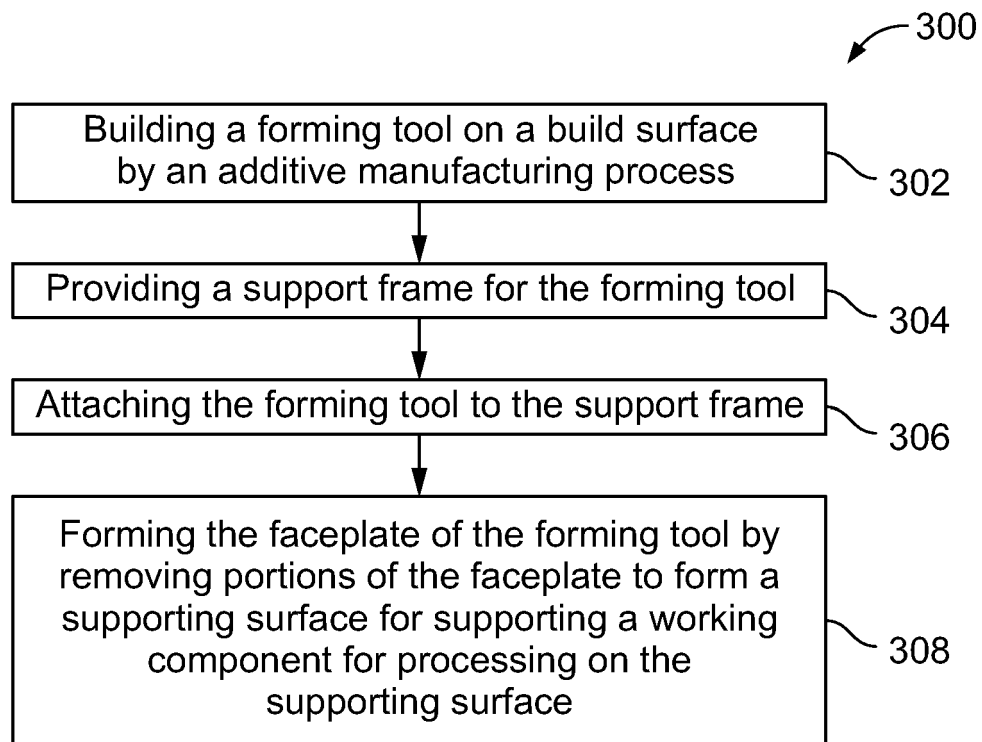 300
Building a forming tool on a build surface
by an additive manufacturing process
302
Providing a support frame for the forming tool
304
Attaching the forming tool to the support frame
306
Forming the faceplate of the forming tool by
removing portions of the faceplate to form a
supporting surface for supporting a working
component for processing on the
supporting surface
308